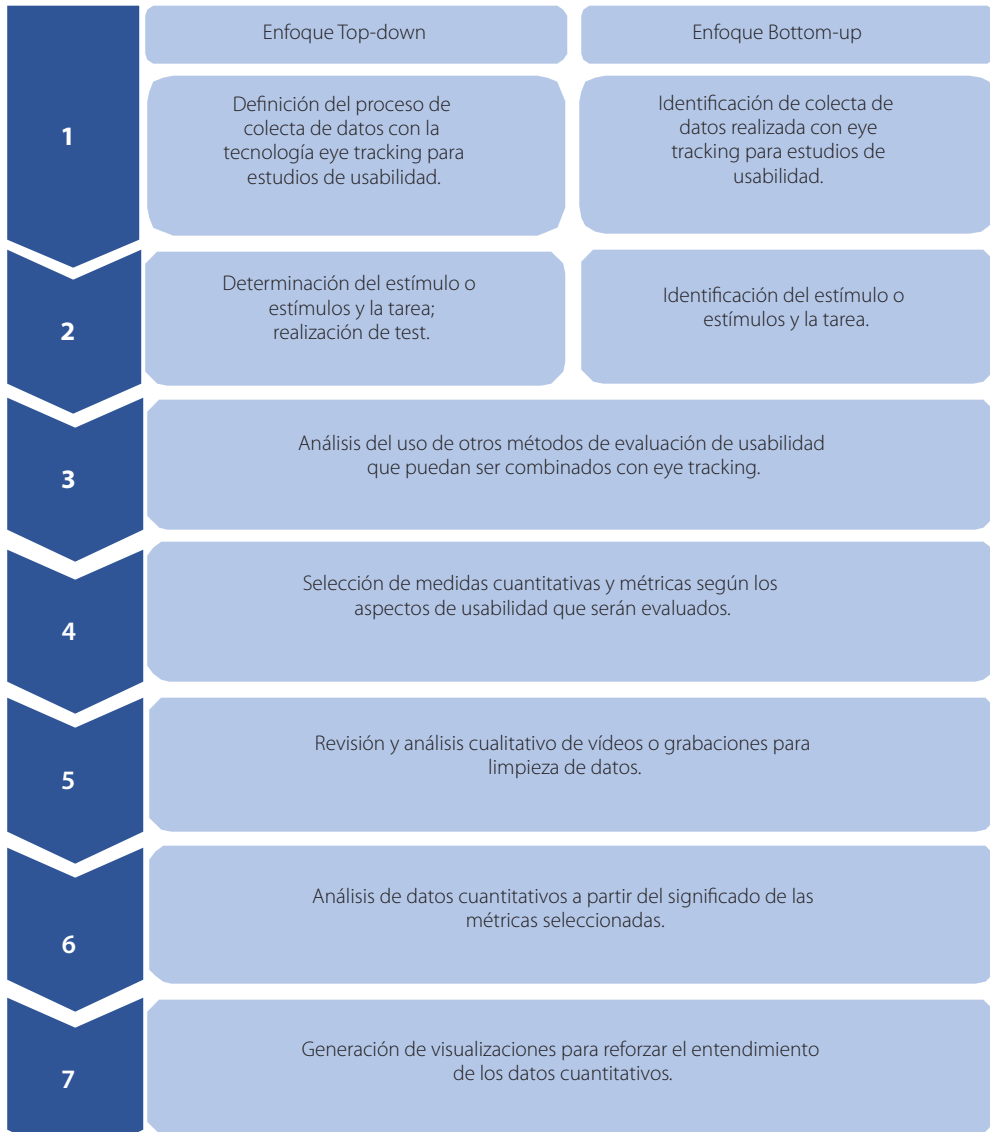 1
Enfoque Top-down
Enfoque Bottom-up
Definición del proceso de
colecta de datos con la
tecnología eye tracking para
estudios de usabilidad.
Identificación de colecta de
datos realizada con eye
tracking para estudios de
usabilidad.
2
Determinación del estímulo o
estímulos y la tarea;
realización de test.
Identificación del estímulo o
estímulos y la tarea.
3
Análisis del uso de otros métodos de evaluación de usabilidad
que puedan ser combinados con eye tracking.
4
Selección de medidas cuantitativas y métricas según los
aspectos de usabilidad que serán evaluados.
5
Revisión y análisis cualitativo de vídeos o grabaciones para
limpieza de datos.
6
Análisis de datos cuantitativos a partir del significado de las
métricas seleccionadas.
7
Generación de visualizaciones para reforzar el entendimiento
de los datos cuantitativos.